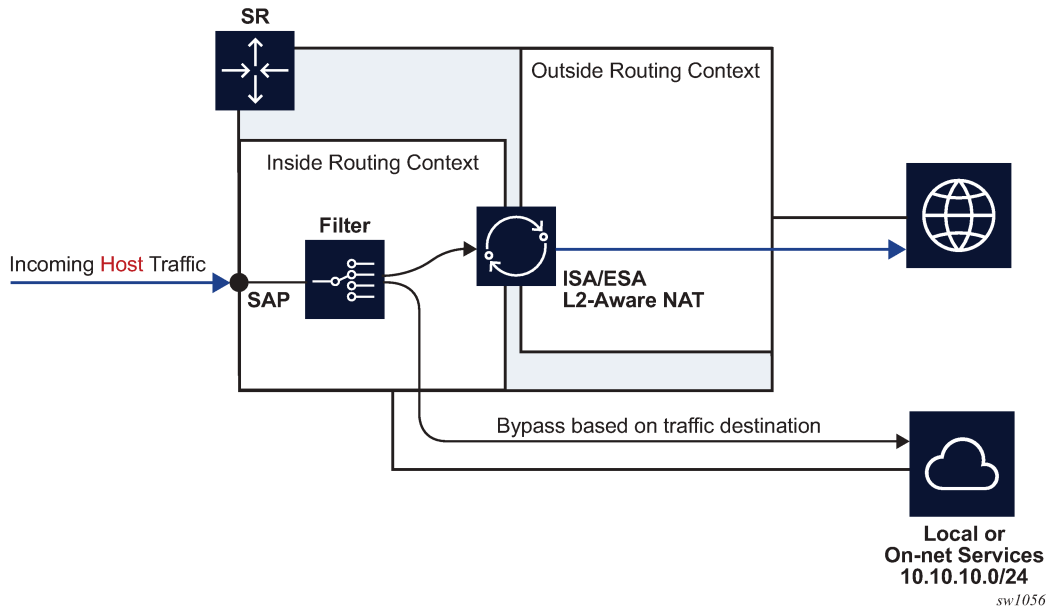 SR
Outside Routing Context
Inside Routing Context
Filter
Incoming Host Traffic
SAP
ISA/ESA
L2-Aware NAT
Bypass based on traffic destination
Local or
On-net Services
10.10.10.0/24
sw1056